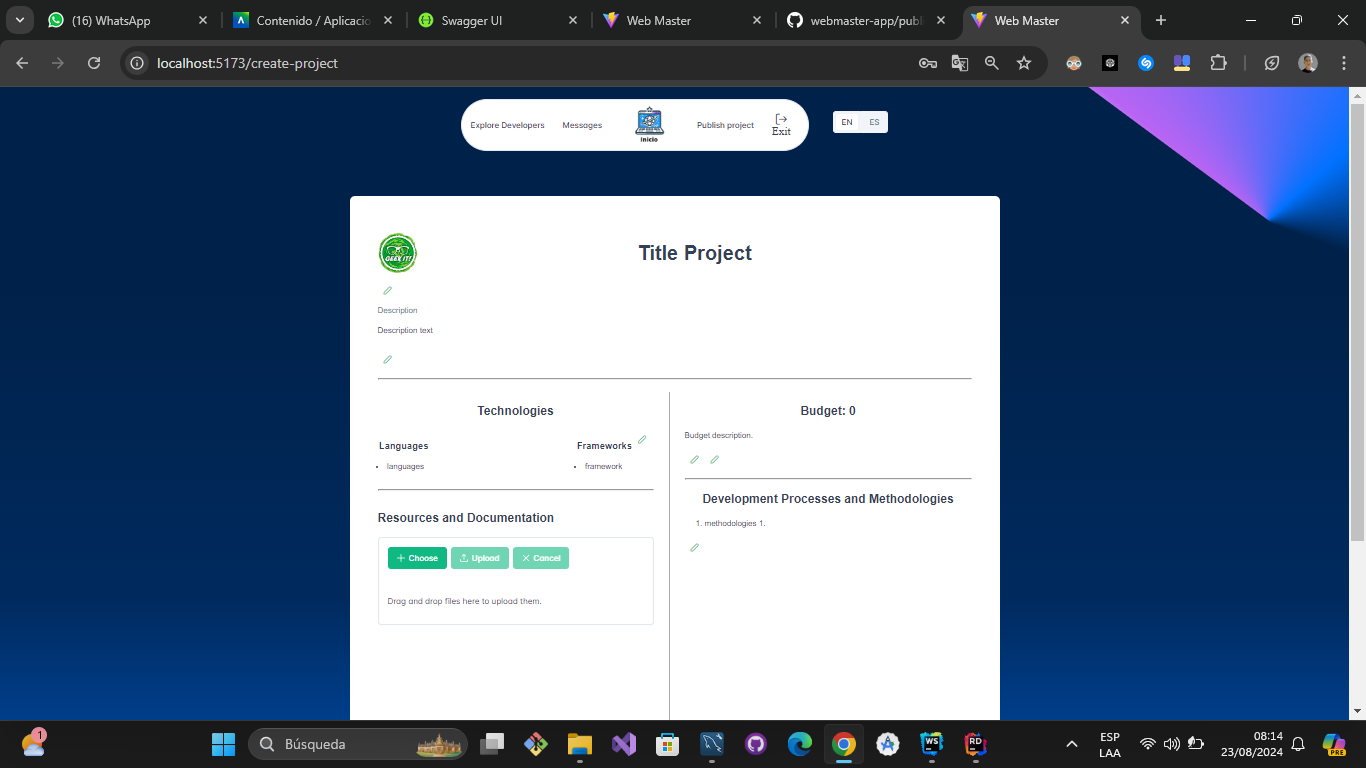 (16) WhatsApp
Contenido / Aplicacio
Swagger UI
Web Master
webmaster-app/publ
Web Master
localhost:5173/create-project
Explore Developers
Messages
Inicio
Publish project
Exit
EN
ES
GEEK IT!
Title Project
Description
Description text
Technologies
Languages
Frameworks
languages
framework
Resources and Documentation
Choose
Upload
Cancel
Drag and drop files here to upload them.
Budget: 0
Budget description.
Development Processes and Methodologies
1. methodologies 1.
1
Búsqueda
WS
RD
ESP
LAA
08:14
23/08/2024
PRE